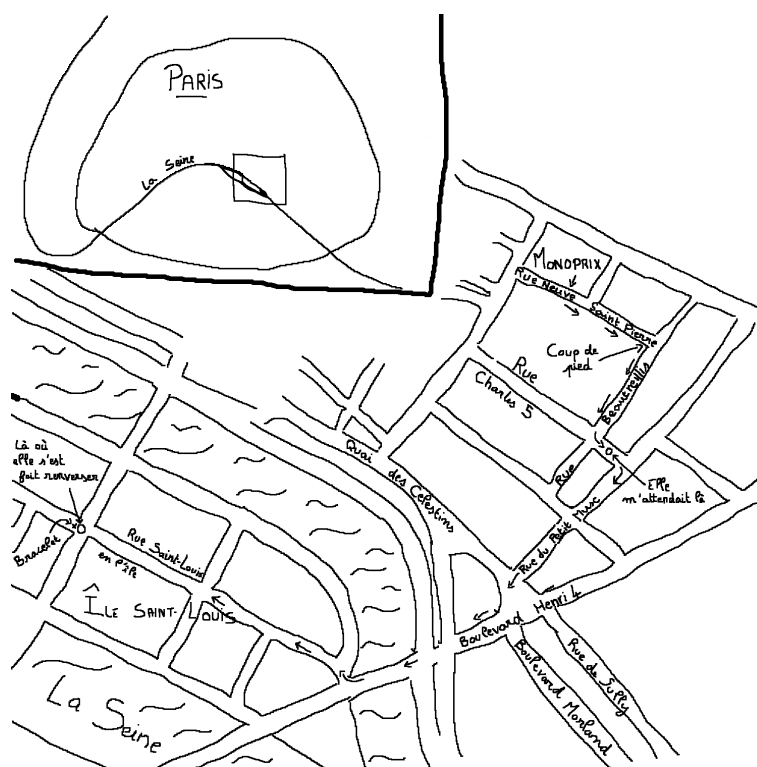 PARIS
La Seine
MONOPRIX
Rue Neuve
Saint Pierre
Coup de
pied
Beautreillis
Rue
Charles 5
Rue
Elle
m'attendait là
Quai des Celestins
Rue du Petit Musc
Là où
elle s'est
fait renverser
Bracelet
Rue Saint-Louis
en l'île
ÎLE SAINT-LOUIS
Boulevard Henri 4
Rue de Sully
Boulevard Morland
La Seine